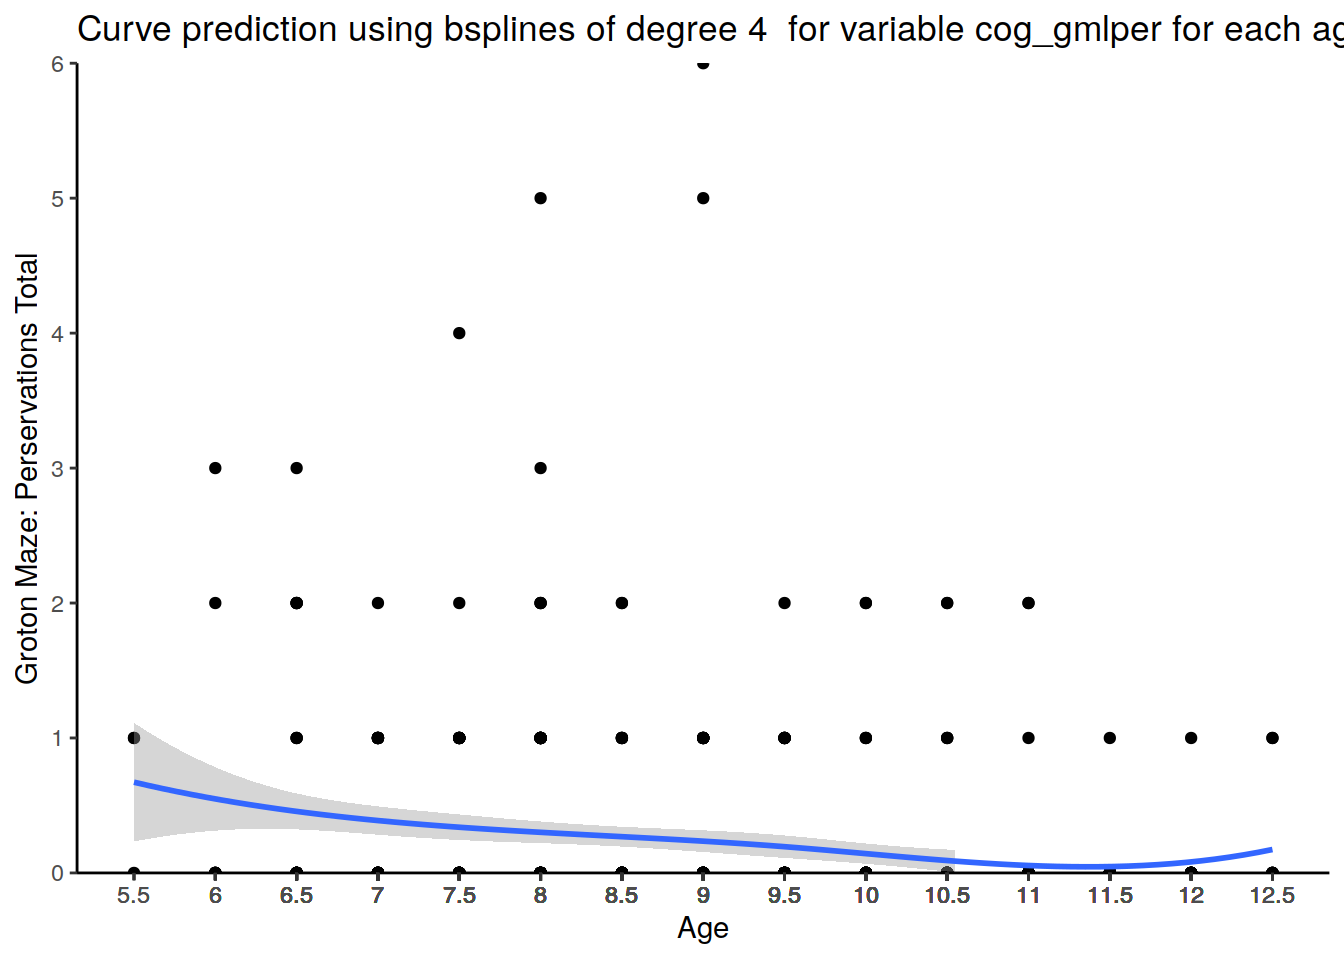 Curve prediction using bsplines of degree 4  for variable cog_gmlper for each ag
6
5
4
3
2
1
0
Groton Maze: Perservations Total
5.5 6 6.5 7 7.5 8 8.5 9 9.5 10 10.5 11 11.5 12 12.5
Age